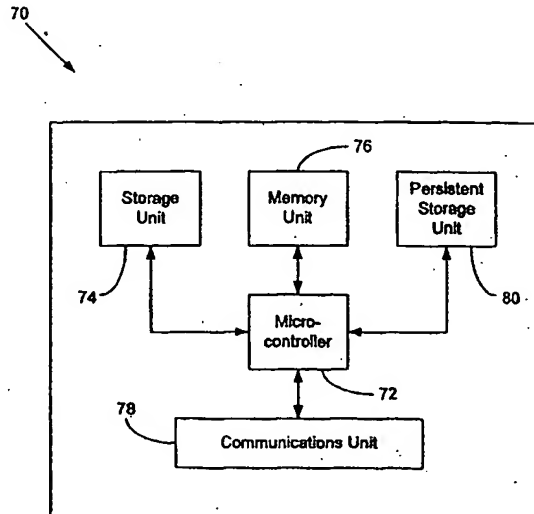 70
76
Storage
Unit
Memory
Unit
Persistent
Storage
Unit
74
80
Micro-
controller
72
78
Communications Unit